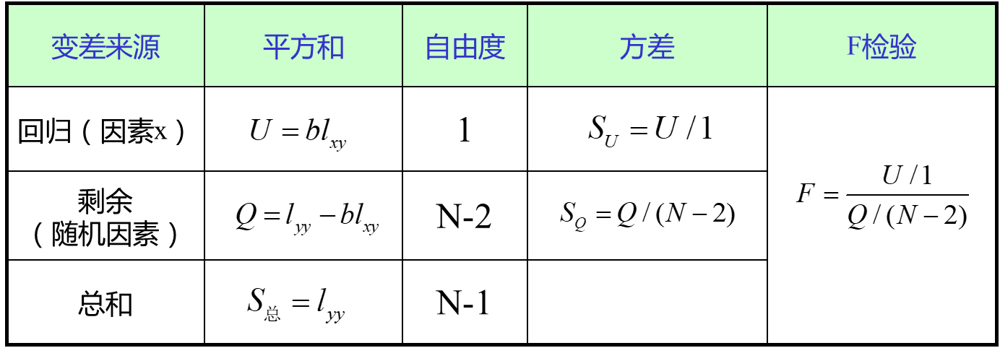 变差来源 平方和 自由度 方差 F检验
回归（因素x） U = bl_{xy} 1 S_U = U / 1
剩余
（随机因素） Q = l_{yy} − bl_{xy} N-2 S_Q = Q / (N − 2) F = \frac{U / 1}{Q / (N − 2)}
总和 S_总 = l_{yy} N-1